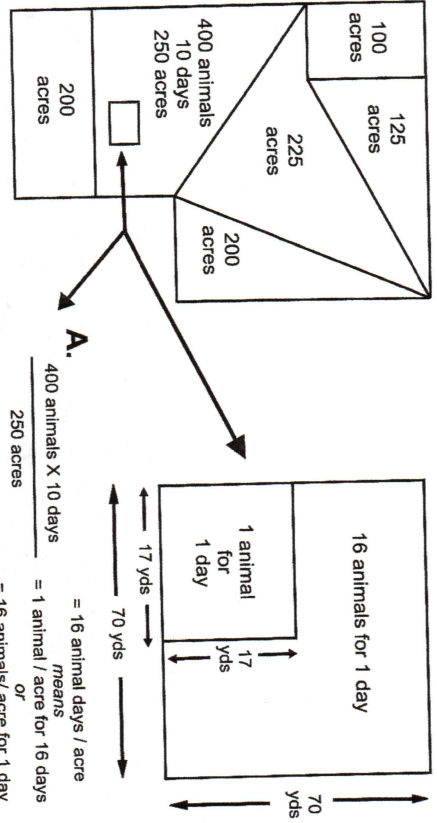 100
acres
125
acres
225
acres
200
acres
400 animals
10 days
250 acres
200
acres
A.
400 animals X 10 days
250 acres
= 16 animal days / acre
means
= 1 animal / acre for 16 days
or
= 16 animals/ acre for 1 day
16 animals for 1 day
1 animal
for
1 day
17 yds
17
yds
70 yds
70
yds